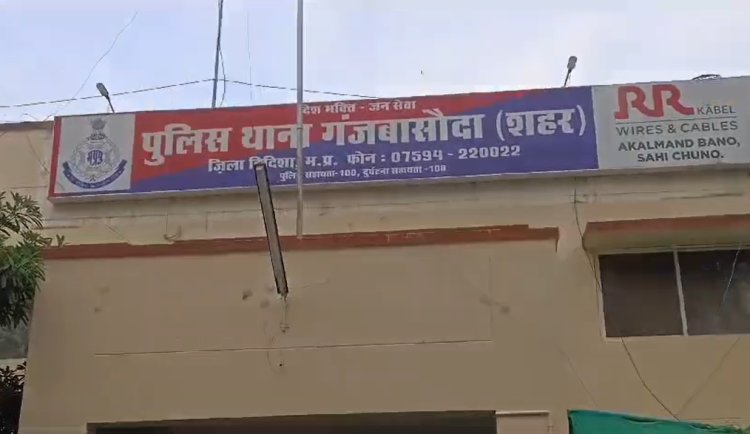 देश भक्ति - जन सेवा
पुलिस थाना गंजबासौदा (शहर)
जिला विदिशा, म.प्र. फोन : 07594 - 220022
पुलिस सहायता-100, दुर्घटना सहायता -108
RR KABEL
WIRES & CABLES
AKALMAND BANO,
SAHI CHUNO.